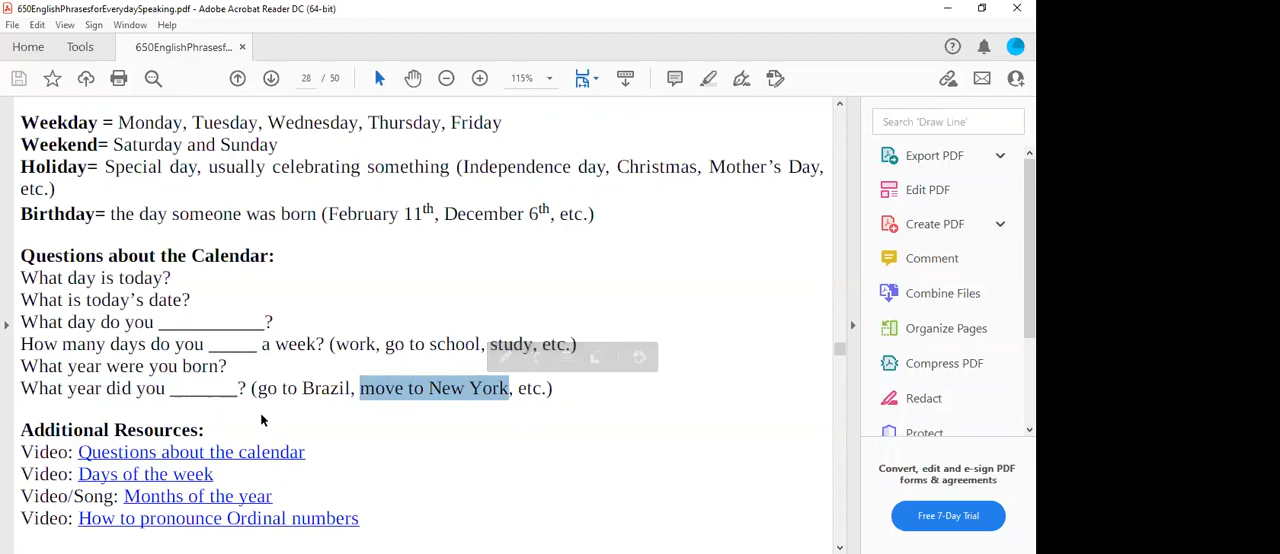 650EnglishPhrasesforEverydaySpeaking.pdf - Adobe Acrobat Reader DC (64-bit)
File Edit View Sign Window Help
Home Tools 650EnglishPhrasesf... ×
28 / 50 115%
Weekday = Monday, Tuesday, Wednesday, Thursday, Friday
Weekend= Saturday and Sunday
Holiday= Special day, usually celebrating something (Independence day, Christmas, Mother’s Day,
etc.)
Birthday= the day someone was born (February 11th, December 6th, etc.)
Questions about the Calendar:
What day is today?
What is today’s date?
What day do you ___________?
How many days do you _____ a week? (work, go to school, study, etc.)
What year were you born?
What year did you _______? (go to Brazil, move to New York, etc.)
Additional Resources:
Video: Questions about the calendar
Video: Days of the week
Video/Song: Months of the year
Video: How to pronounce Ordinal numbers
Search 'Draw Line'
Export PDF
Edit PDF
Create PDF
Comment
Combine Files
Organize Pages
Compress PDF
Redact
Protect
Convert, edit and e-sign PDF
forms & agreements
Free 7-Day Trial